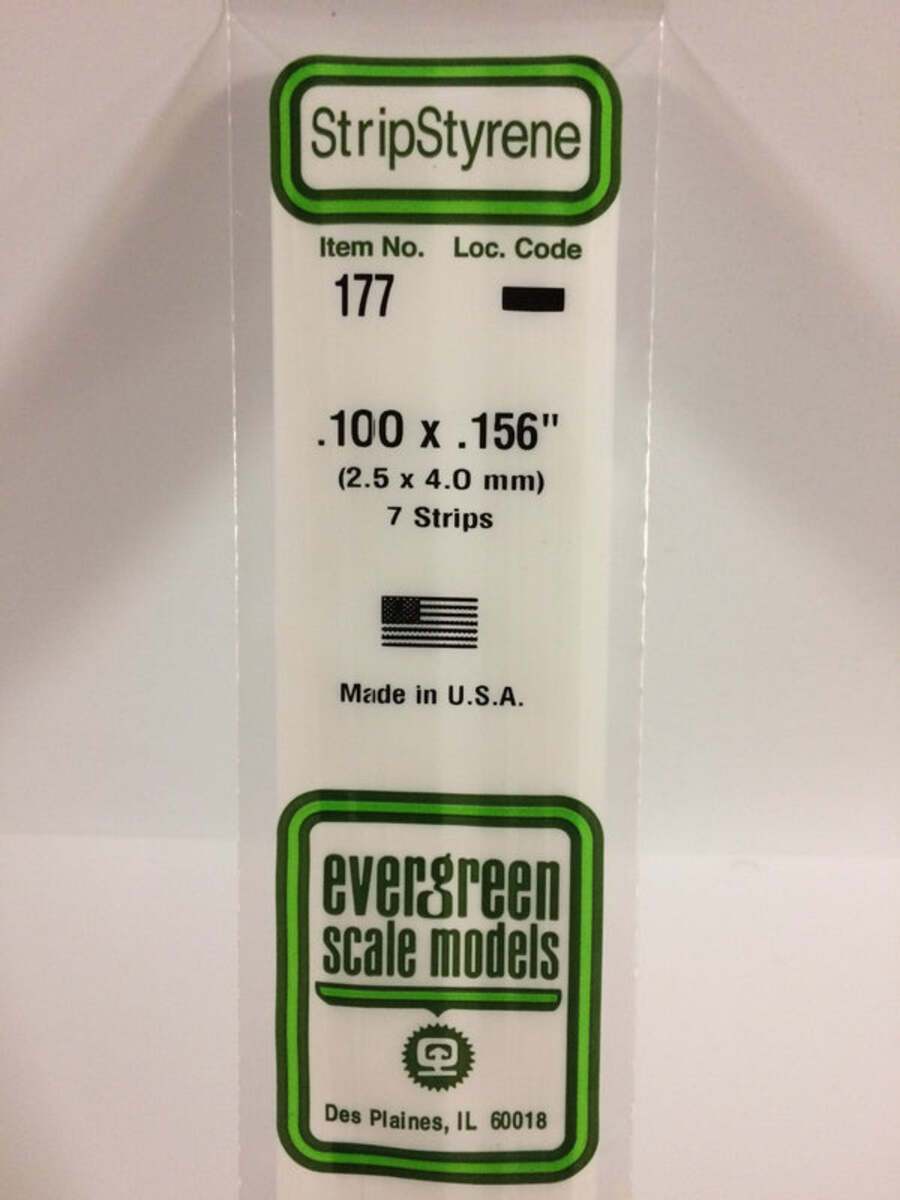 StripStyrene
Item No. Loc. Code
177
.100 x .156"
(2.5 x 4.0 mm)
7 Strips
Made in U.S.A.
evergreen
scale models
Des Plaines, IL 60018